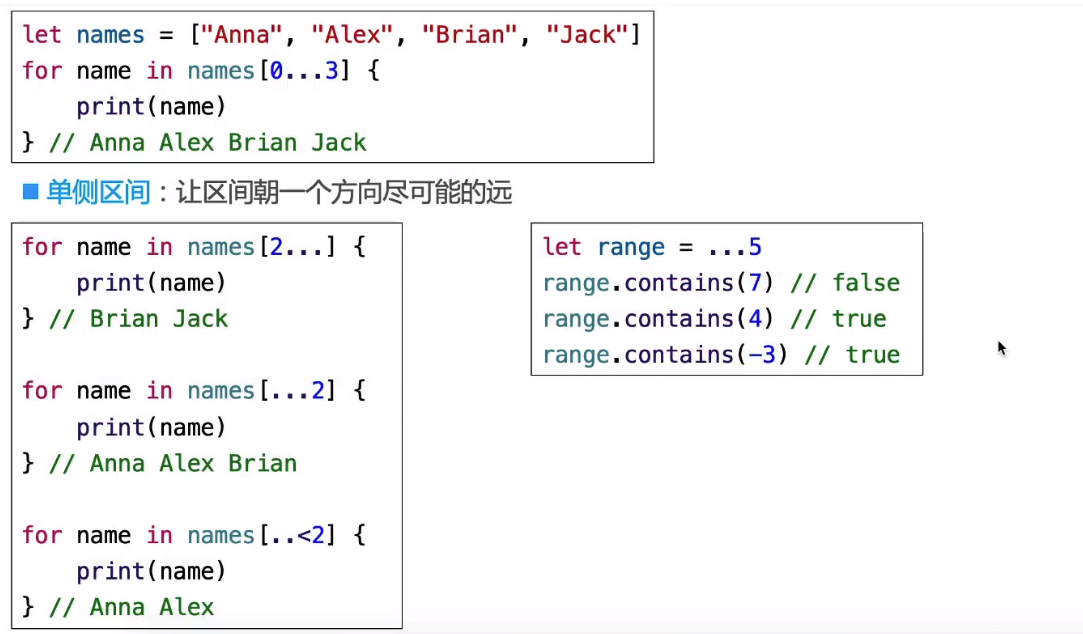 let names = ["Anna", "Alex", "Brian", "Jack"]
for name in names[0...3] {
    print(name)
} // Anna Alex Brian Jack
■ 单侧区间：让区间朝一个方向尽可能的远
for name in names[2...] {
    print(name)
} // Brian Jack
for name in names[...2] {
    print(name)
} // Anna Alex Brian
for name in names[..<2] {
    print(name)
} // Anna Alex
let range = ...5
range.contains(7) // false
range.contains(4) // true
range.contains(-3) // true